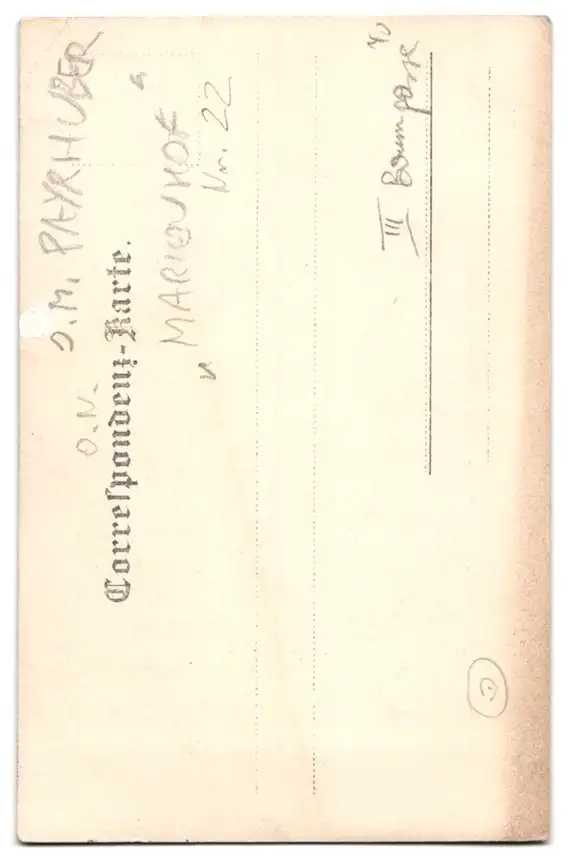 J. M. PAYRHUBER
O. N.
Correspondenz-Karte.
"MARIENHOF"
Nr. 22
III Baumgasse